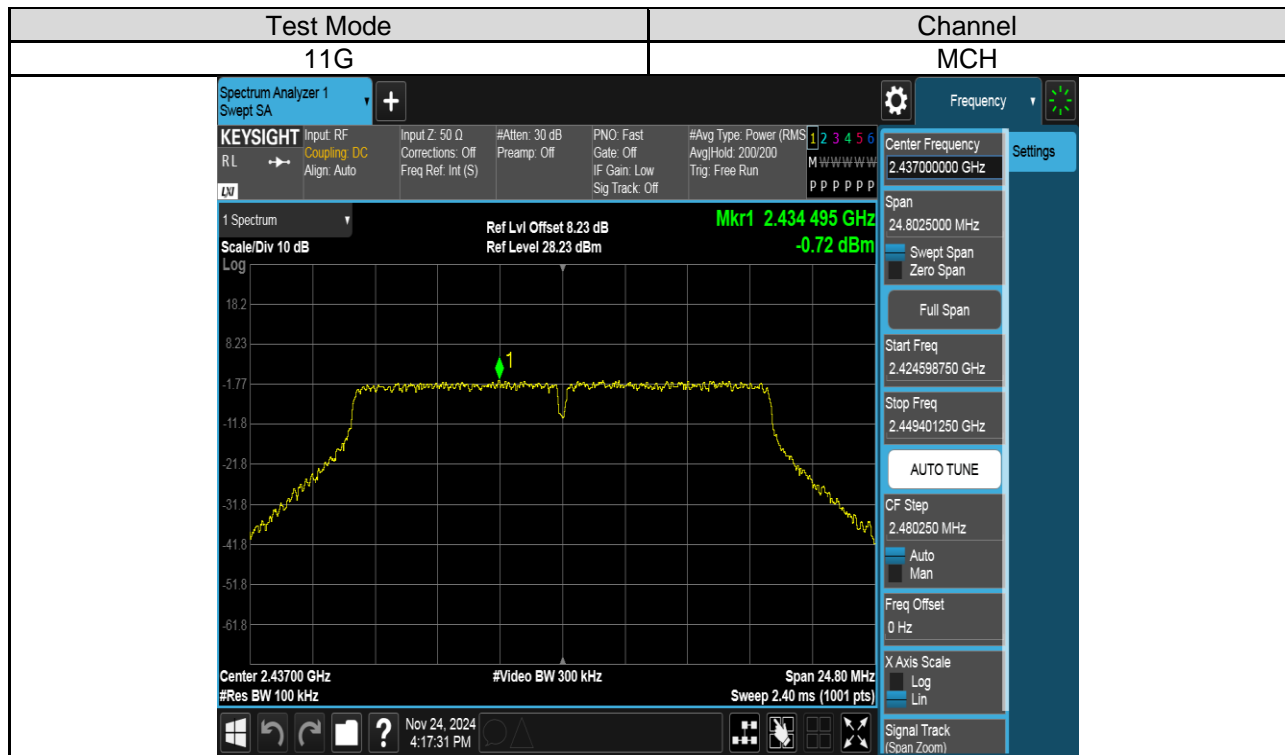 Test Mode Channel
11G MCH
Spectrum Analyzer 1
Swept SA
Frequency
KEYSIGHT Input: RF Input Z: 50 Ω #Atten: 30 dB PNO: Fast #Avg Type: Power (RMS 1 2 3 4 5 6
RL Coupling: DC Corrections: Off Preamp: Off Gate: Off Avg|Hold: 200/200 M W W W W W
Align: Auto Freq Ref: Int (S) IF Gain: Low Trig: Free Run
LXI Sig Track: Off P P P P P P
1 Spectrum
Ref Lvl Offset 8.23 dB Mkr1 2.434 495 GHz
Scale/Div 10 dB Ref Level 28.23 dBm -0.72 dBm
Log
1
18.2
8.23
-1.77
-11.8
-21.8
-31.8
-41.8
-51.8
-61.8
Center 2.43700 GHz #Video BW 300 kHz Span 24.80 MHz
#Res BW 100 kHz Sweep 2.40 ms (1001 pts)
?
Nov 24, 2024
4:17:31 PM
Center Frequency
2.437000000 GHz
Settings
Span
24.8025000 MHz
Swept Span
Zero Span
Full Span
Start Freq
2.424598750 GHz
Stop Freq
2.449401250 GHz
AUTO TUNE
CF Step
2.480250 MHz
Auto
Man
Freq Offset
0 Hz
X Axis Scale
Log
Lin
Signal Track
(Span Zoom)